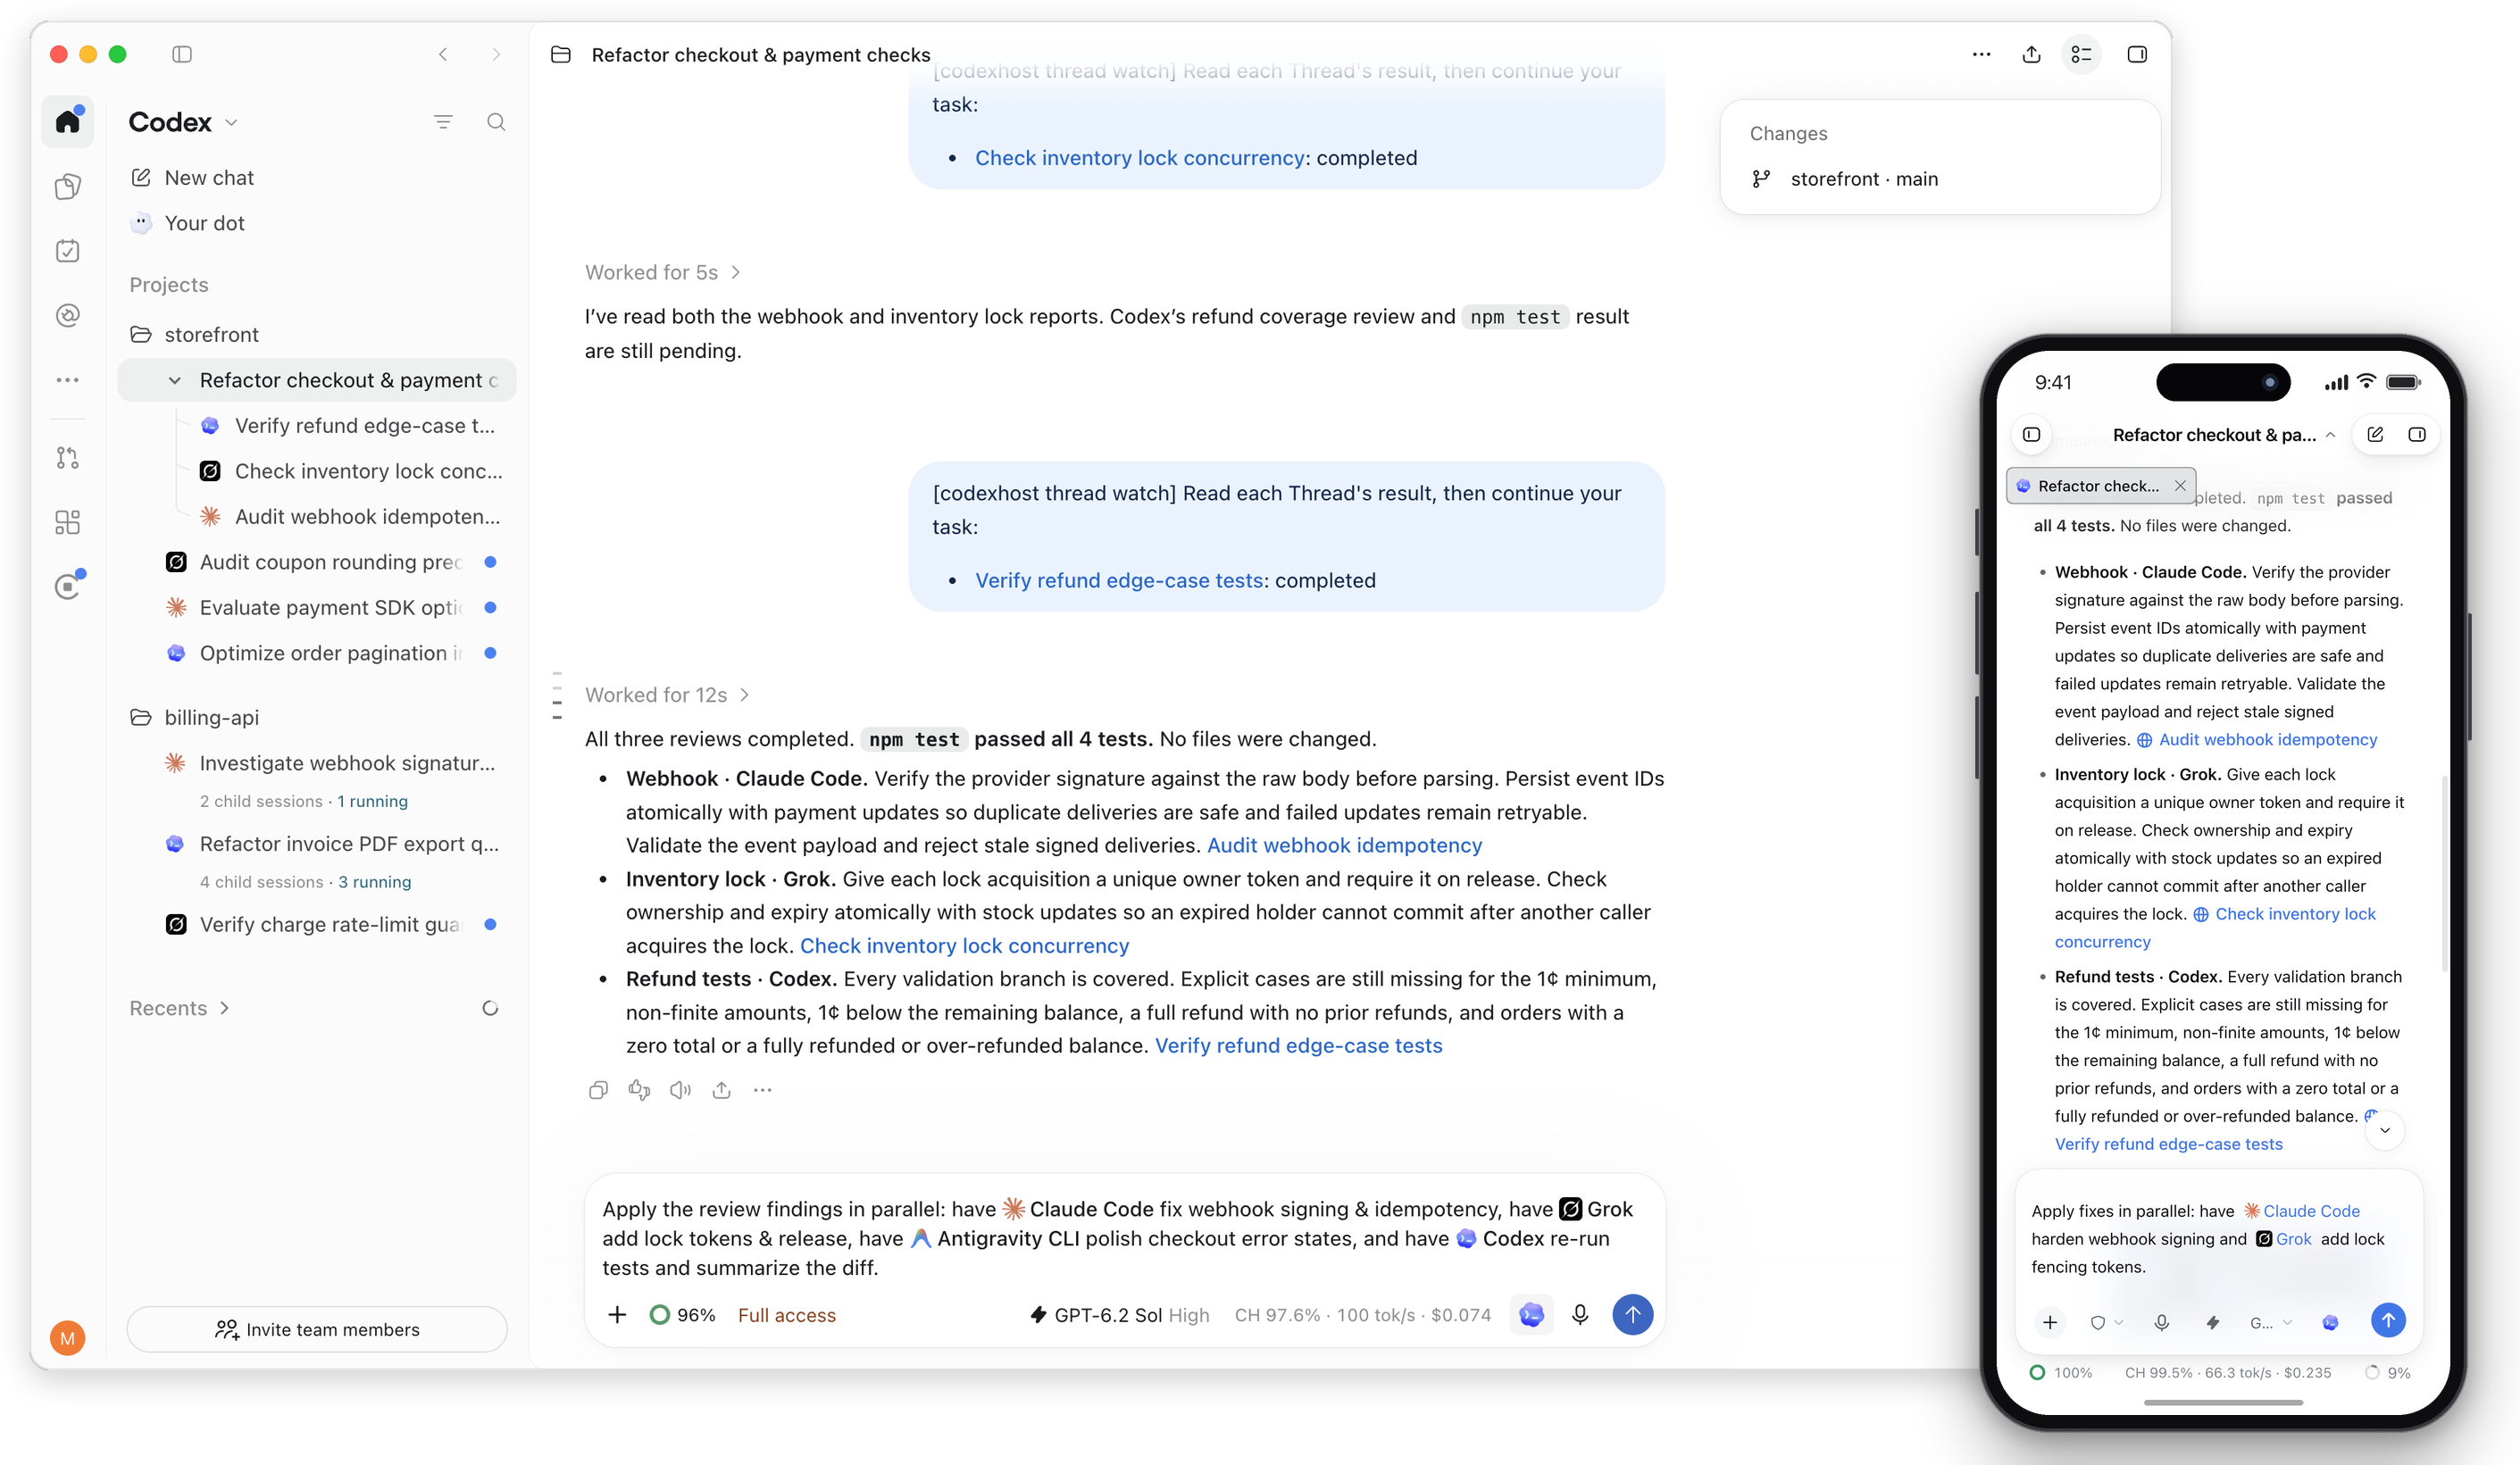 Codex
New chat
Your dot
Projects
storefront
Refactor checkout & payment c
Verify refund edge-case t...
Check inventory lock conc...
Audit webhook idempoten...
Audit coupon rounding prec
Evaluate payment SDK optic
Optimize order pagination i
billing-api
Investigate webhook signatur...
2 child sessions · 1 running
Refactor invoice PDF export q...
4 child sessions · 3 running
Verify charge rate-limit gua
Recents
M
Invite team members
Refactor checkout & payment checks
[codexhost thread watch] Read each Thread's result, then continue your
task:
• Check inventory lock concurrency: completed
Changes
storefront · main
Worked for 5s
I’ve read both the webhook and inventory lock reports. Codex’s refund coverage review and npm test result
are still pending.
[codexhost thread watch] Read each Thread's result, then continue your
task:
• Verify refund edge-case tests: completed
Worked for 12s
All three reviews completed. npm test passed all 4 tests. No files were changed.
• Webhook · Claude Code. Verify the provider signature against the raw body before parsing. Persist event IDs
atomically with payment updates so duplicate deliveries are safe and failed updates remain retryable.
Validate the event payload and reject stale signed deliveries. Audit webhook idempotency
• Inventory lock · Grok. Give each lock acquisition a unique owner token and require it on release. Check
ownership and expiry atomically with stock updates so an expired holder cannot commit after another caller
acquires the lock. Check inventory lock concurrency
• Refund tests · Codex. Every validation branch is covered. Explicit cases are still missing for the 1¢ minimum,
non-finite amounts, 1¢ below the remaining balance, a full refund with no prior refunds, and orders with a
zero total or a fully refunded or over-refunded balance. Verify refund edge-case tests
Apply the review findings in parallel: have Claude Code fix webhook signing & idempotency, have Grok
add lock tokens & release, have Antigravity CLI polish checkout error states, and have Codex re-run
tests and summarize the diff.
96% Full access GPT-6.2 Sol High CH 97.6% · 100 tok/s · $0.074
9:41
Refactor checkout & pa...
Refactor check...
pleted. npm test passed
all 4 tests. No files were changed.
• Webhook · Claude Code. Verify the provider
signature against the raw body before parsing.
Persist event IDs atomically with payment
updates so duplicate deliveries are safe and
failed updates remain retryable. Validate the
event payload and reject stale signed
deliveries. Audit webhook idempotency
• Inventory lock · Grok. Give each lock
acquisition a unique owner token and require it
on release. Check ownership and expiry
atomically with stock updates so an expired
holder cannot commit after another caller
acquires the lock. Check inventory lock
concurrency
• Refund tests · Codex. Every validation branch
is covered. Explicit cases are still missing for
the 1¢ minimum, non-finite amounts, 1¢ below
the remaining balance, a full refund with no
prior refunds, and orders with a zero total or a
fully refunded or over-refunded balance.
Verify refund edge-case tests
Apply fixes in parallel: have Claude Code
harden webhook signing and Grok add lock
fencing tokens.
G...
100% CH 99.5% · 66.3 tok/s · $0.235 9%